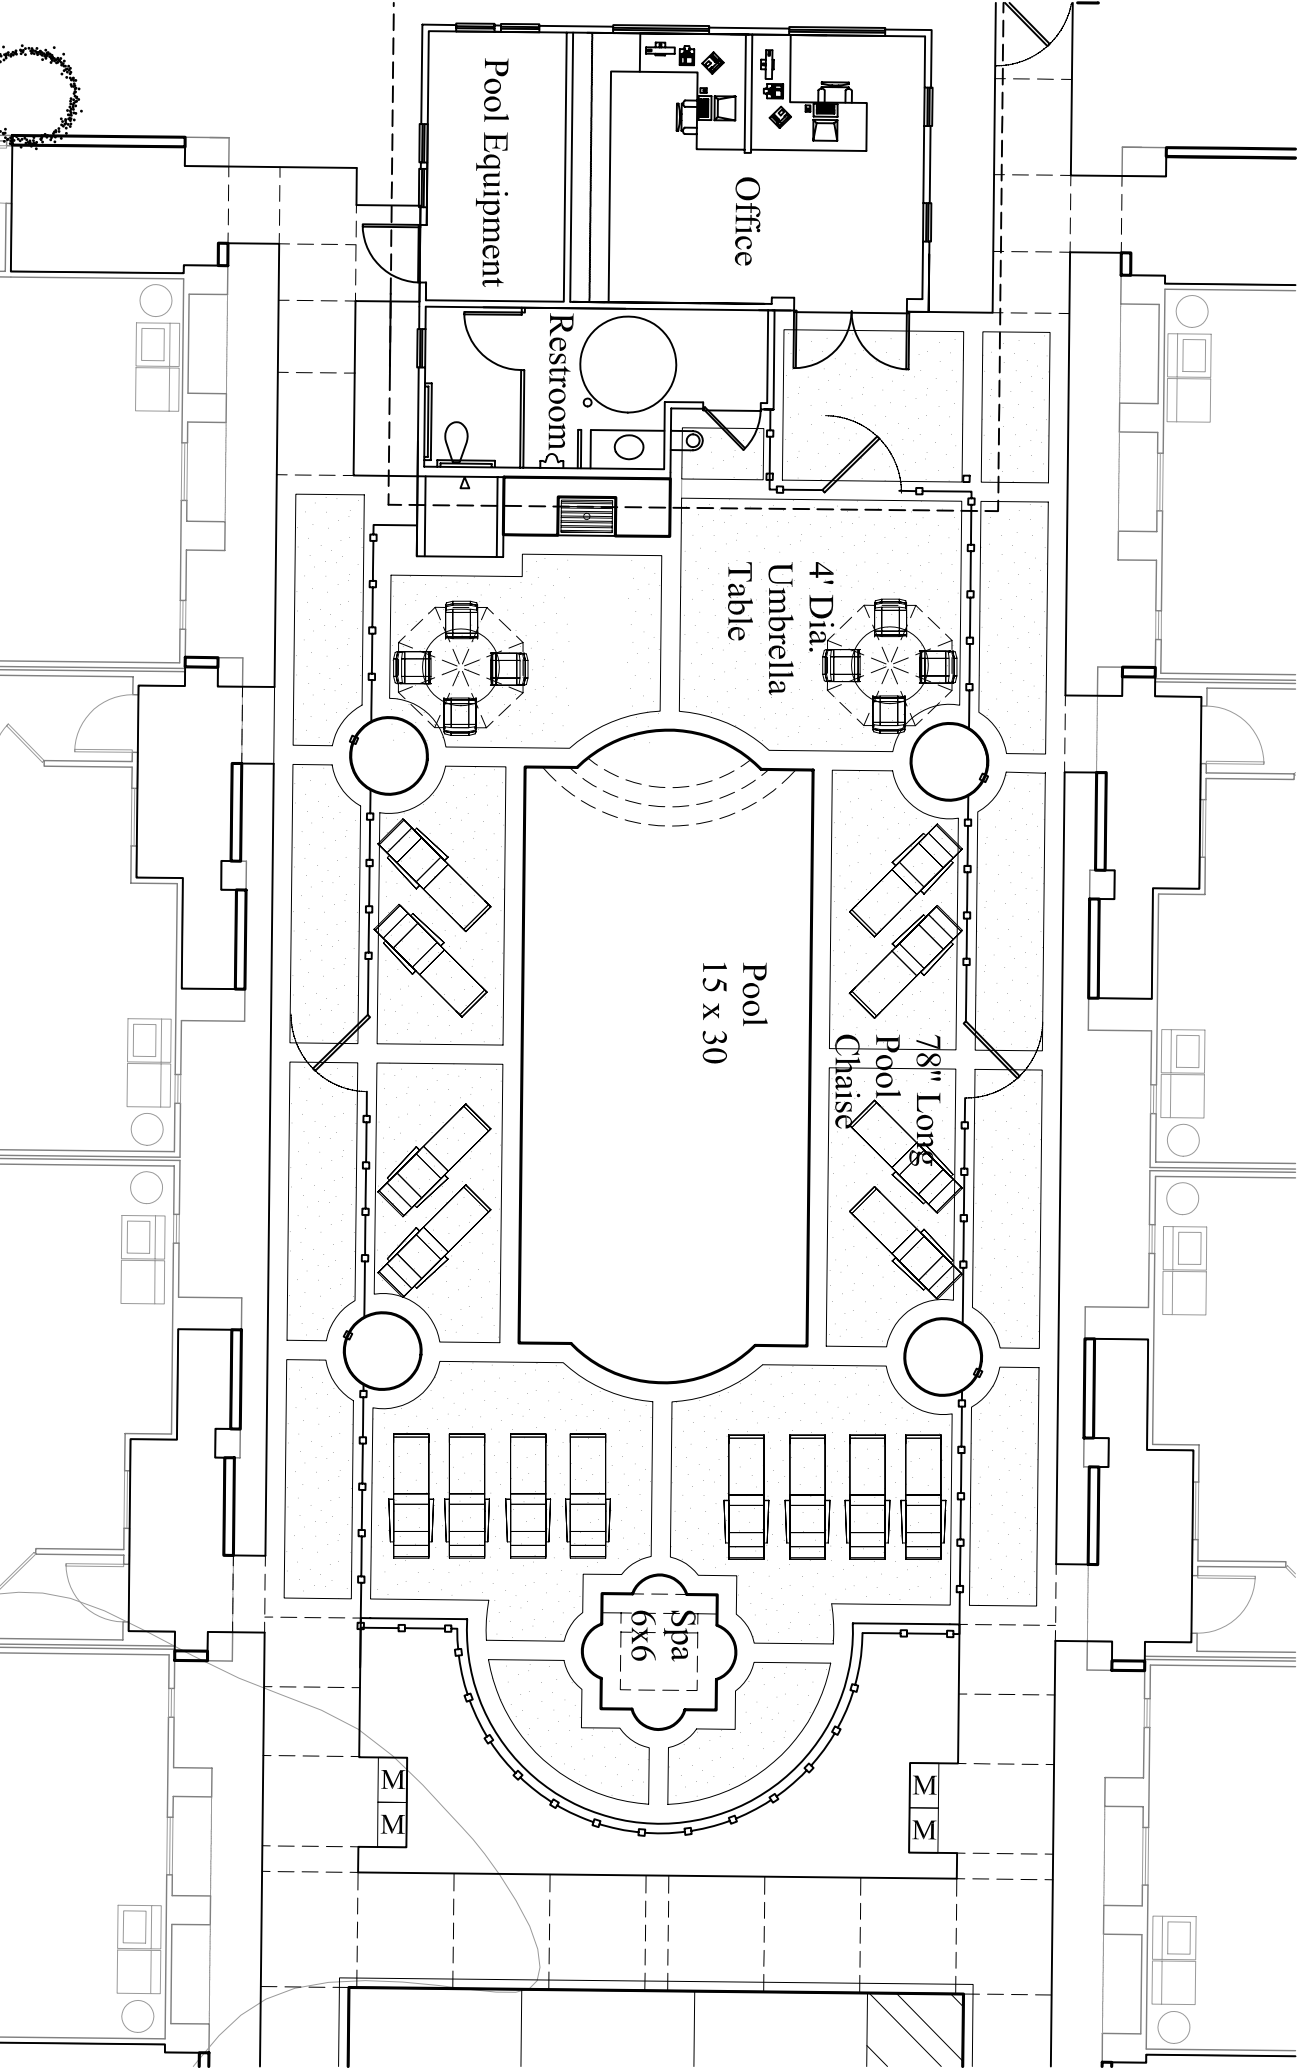 Pool Equipment
Office
Restroom
4' Dia.
Umbrella
Table
Pool
15 x 30
78" Long
Pool
Chaise
Spa
6x6
M
M
M
M